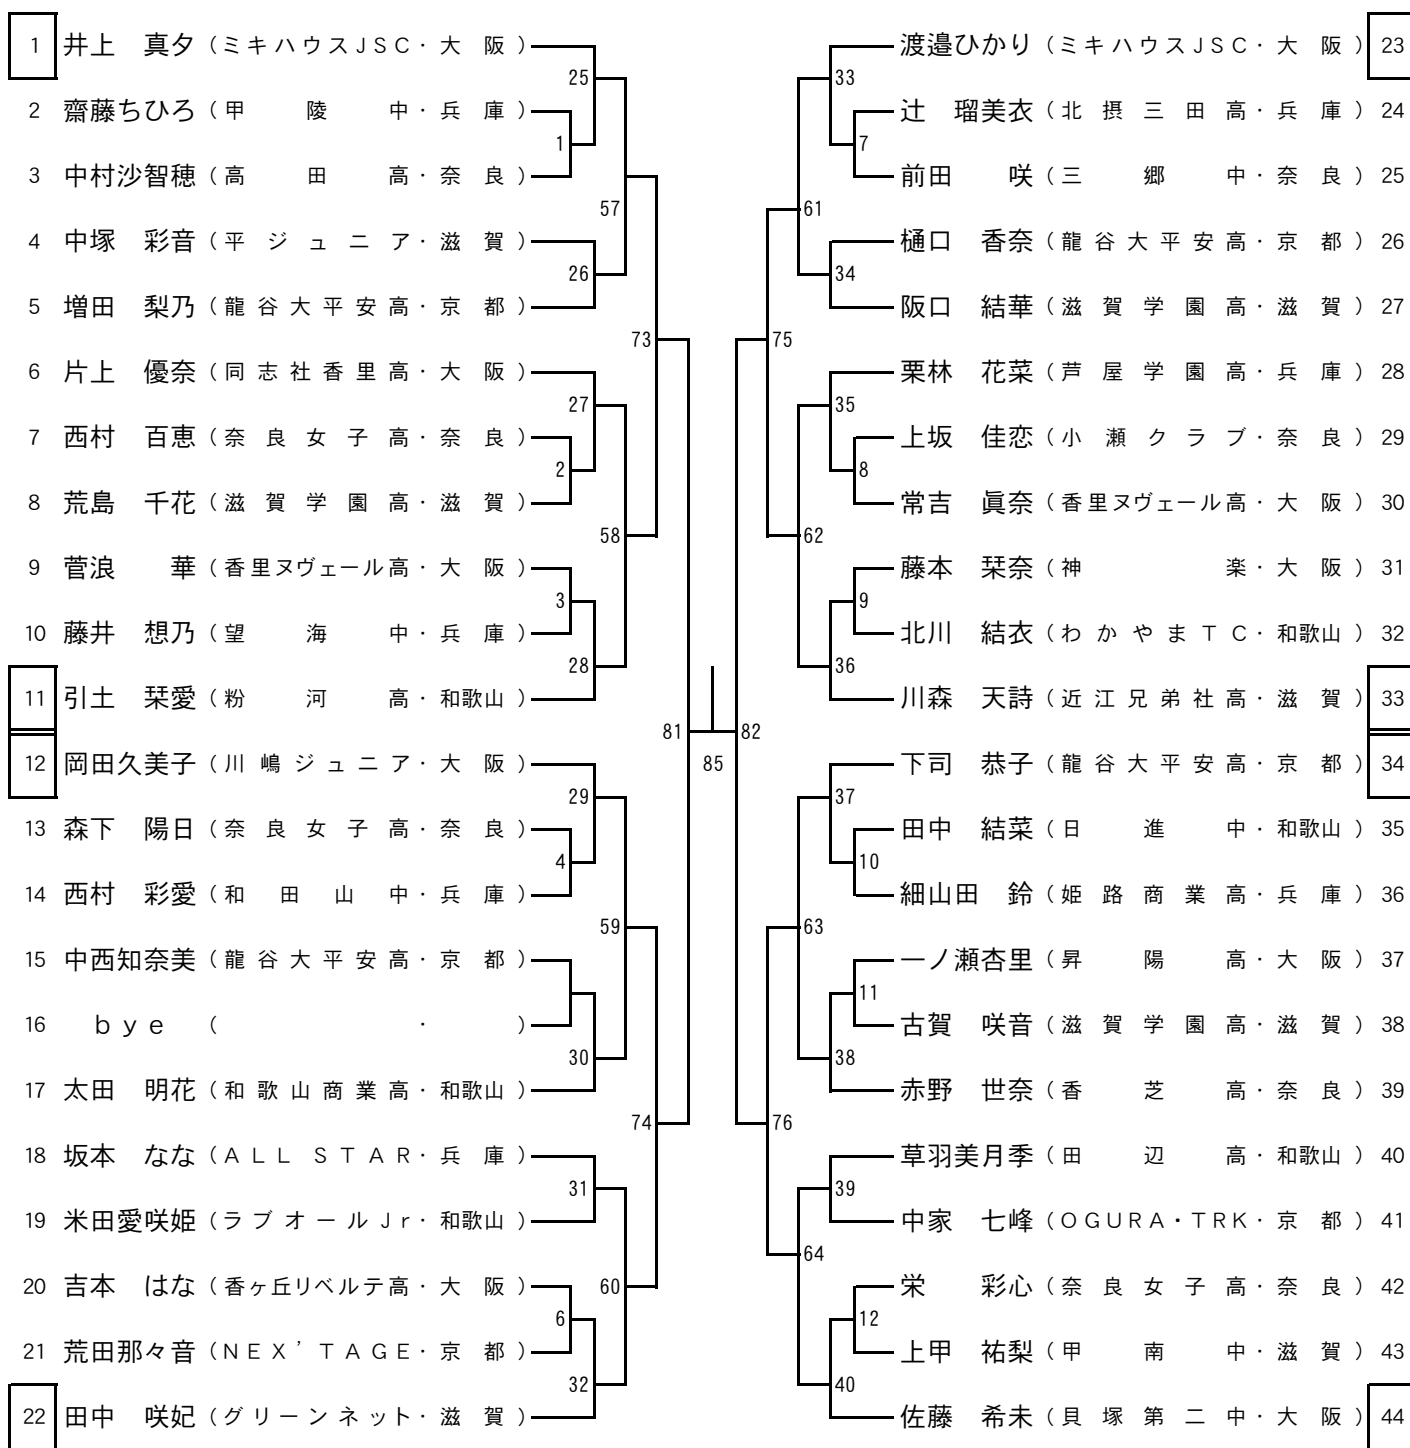 1 井上　真夕 (ミキハウスJSC・大　阪)
2 齋藤ちひろ (甲　陵　中・兵　庫)
3 中村沙智穂 (高　田　高・奈　良)
4 中塚　彩音 (平ジュニア・滋　賀)
5 増田　梨乃 (龍谷大平安高・京　都)
6 片上　優奈 (同志社香里高・大　阪)
7 西村　百恵 (奈良女子高・奈　良)
8 荒島　千花 (滋賀学園高・滋　賀)
9 菅浪　　華 (香里ヌヴェール高・大　阪)
10 藤井　想乃 (望　海　中・兵　庫)
11 引土　栞愛 (粉　河　高・和歌山)
12 岡田久美子 (川嶋ジュニア・大　阪)
13 森下　陽日 (奈良女子高・奈　良)
14 西村　彩愛 (和田山中・兵　庫)
15 中西知奈美 (龍谷大平安高・京　都)
16 ｂｙｅ (　・　)
17 太田　明花 (和歌山商業高・和歌山)
18 坂本　なな (ALL STAR・兵　庫)
19 米田愛咲姫 (ラブオールJr・和歌山)
20 吉本　はな (香ヶ丘リベルテ高・大　阪)
21 荒田那々音 (NEX’TAGE・京　都)
22 田中　咲妃 (グリーンネット・滋　賀)
25
1
57
26
73
27
2
58
3
28
81
85
82
29
4
59
30
74
31
60
6
32
33
7
61
34
75
35
8
62
9
36
37
10
63
11
38
76
39
64
12
40
渡邉ひかり (ミキハウスJSC・大　阪) 23
辻　瑠美衣 (北摂三田高・兵　庫) 24
前田　　咲 (三　郷　中・奈　良) 25
樋口　香奈 (龍谷大平安高・京　都) 26
阪口　結華 (滋賀学園高・滋　賀) 27
栗林　花菜 (芦屋学園高・兵　庫) 28
上坂　佳恋 (小瀬クラブ・奈　良) 29
常吉　眞奈 (香里ヌヴェール高・大　阪) 30
藤本　栞奈 (神　　楽・大　阪) 31
北川　結衣 (わかやまTC・和歌山) 32
川森　天詩 (近江兄弟社高・滋　賀) 33
下司　恭子 (龍谷大平安高・京　都) 34
田中　結菜 (日　進　中・和歌山) 35
細山田　鈴 (姫路商業高・兵　庫) 36
一ノ瀬杏里 (昇　陽　高・大　阪) 37
古賀　咲音 (滋賀学園高・滋　賀) 38
赤野　世奈 (香　芝　高・奈　良) 39
草羽美月季 (田　辺　高・和歌山) 40
中家　七峰 (OGURA・TRK・京　都) 41
栄　　彩心 (奈良女子高・奈　良) 42
上甲　祐梨 (甲　南　中・滋　賀) 43
佐藤　希未 (貝塚第二中・大　阪) 44